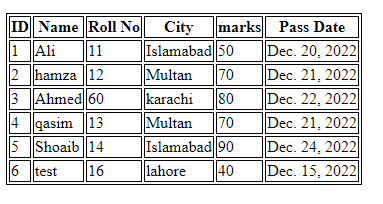 ID Name Roll No City marks Pass Date
1 Ali 11 Islamabad 50 Dec. 20, 2022
2 hamza 12 Multan 70 Dec. 21, 2022
3 Ahmed 60 karachi 80 Dec. 22, 2022
4 qasim 13 Multan 70 Dec. 21, 2022
5 Shoaib 14 Islamabad 90 Dec. 24, 2022
6 test 16 lahore 40 Dec. 15, 2022